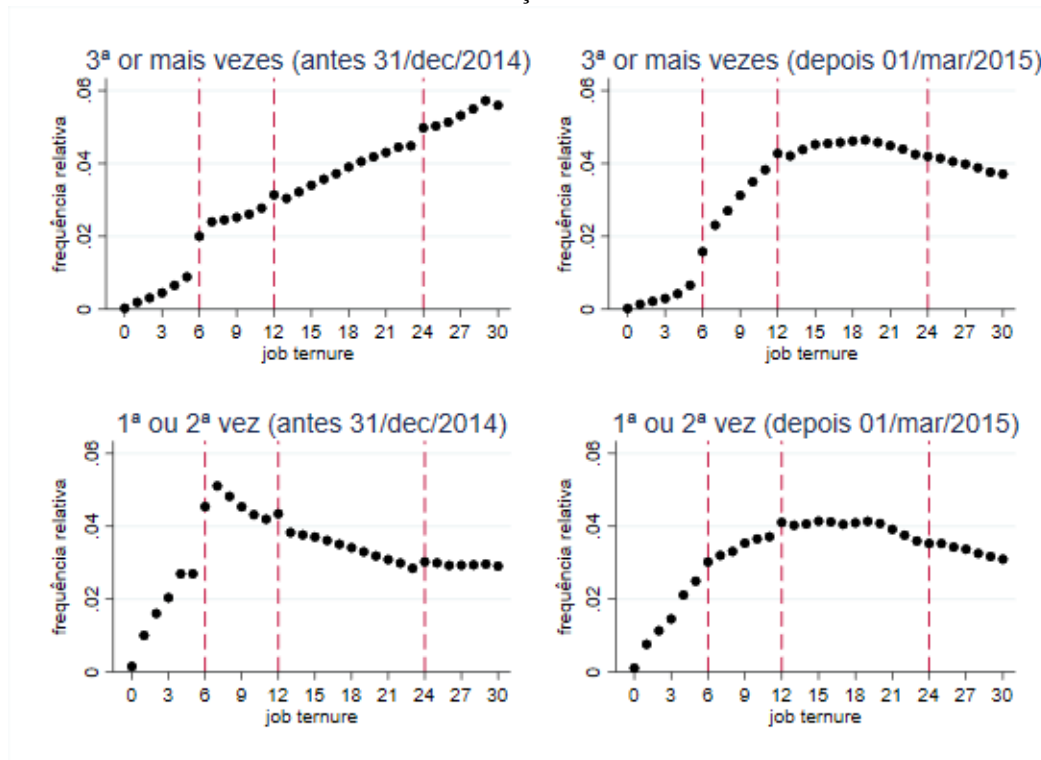 3ª or mais vezes (antes 31/dec/2014)
frequência relativa
.06
.04
.02
0
0 3 6 9 12 15 18 21 24 27 30
job ternure
3ª or mais vezes (depois 01/mar/2015)
frequência relativa
.06
.04
.02
0
0 3 6 9 12 15 18 21 24 27 30
job ternure
1ª ou 2ª vez (antes 31/dec/2014)
frequência relativa
.06
.04
.02
0
0 3 6 9 12 15 18 21 24 27 30
job ternure
1ª ou 2ª vez (depois 01/mar/2015)
frequência relativa
.06
.04
.02
0
0 3 6 9 12 15 18 21 24 27 30
job ternure